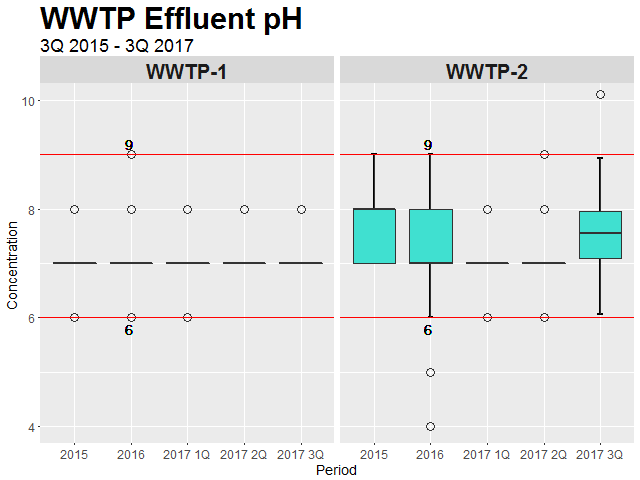 WWTP Effluent pH
3Q 2015 - 3Q 2017
WWTP-1 WWTP-2
10
9 9
8
6
6 6
4
Concentration
2015 2016 2017 1Q 2017 2Q 2017 3Q 2015 2016 2017 1Q 2017 2Q 2017 3Q
Period